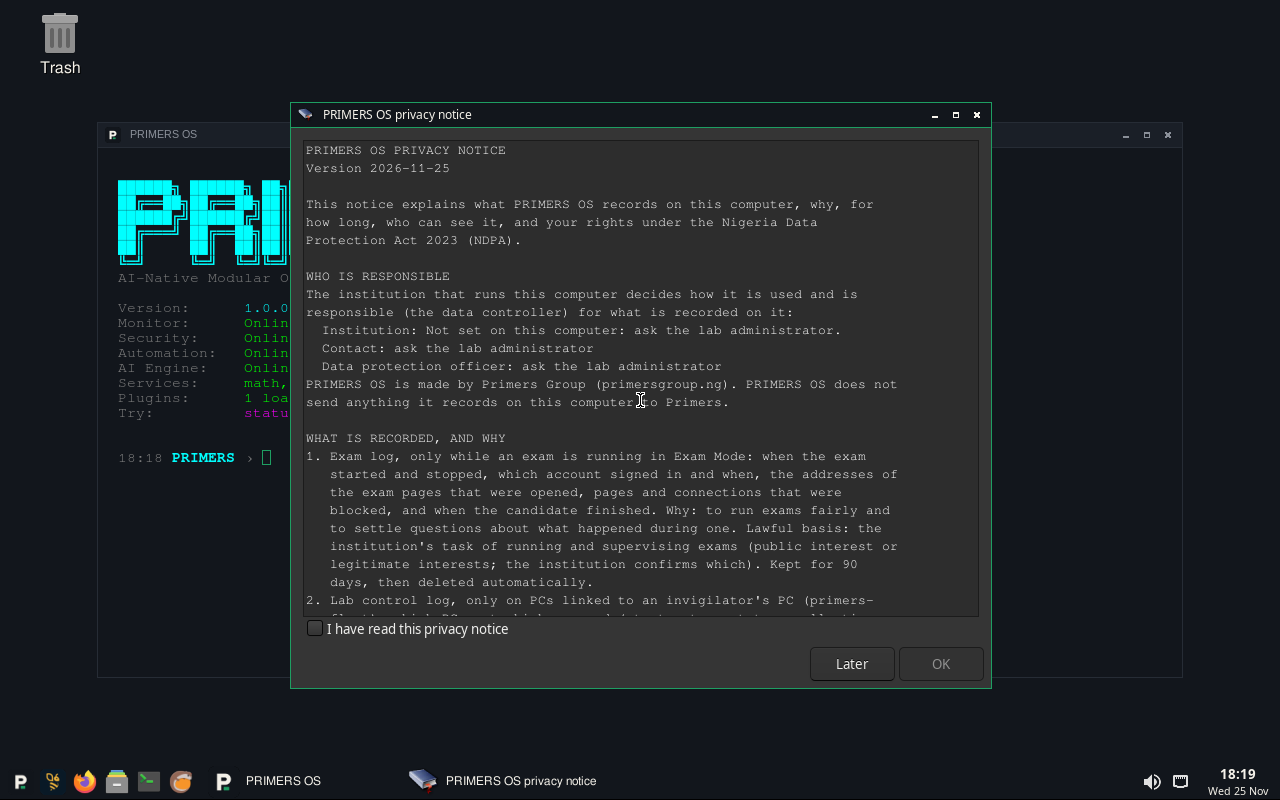 Trash
PRIMERS OS privacy notice
PRIMERS OS
PRIMERS OS PRIVACY NOTICE
Version 2026-11-25
This notice explains what PRIMERS OS records on this computer, why, for
how long, who can see it, and your rights under the Nigeria Data
Protection Act 2023 (NDPA).
WHO IS RESPONSIBLE
The institution that runs this computer decides how it is used and is
responsible (the data controller) for what is recorded on it:
Institution: Not set on this computer: ask the lab administrator.
Contact: ask the lab administrator
Data protection officer: ask the lab administrator
PRIMERS OS is made by Primers Group (primersgroup.ng). PRIMERS OS does not
send anything it records on this computer to Primers.
WHAT IS RECORDED, AND WHY
1. Exam log, only while an exam is running in Exam Mode: when the exam
started and stopped, which account signed in and when, the addresses of
the exam pages that were opened, pages and connections that were
blocked, and when the candidate finished. Why: to run exams fairly and
to settle questions about what happened during one. Lawful basis: the
institution's task of running and supervising exams (public interest or
legitimate interests; the institution confirms which). Kept for 90
days, then deleted automatically.
2. Lab control log, only on PCs linked to an invigilator's PC (primers-
I have read this privacy notice
Later
OK
PRI
AI-Native Modular O
Version: 1.0.0
Monitor: Onlin
Security: Onlin
Automation: Onlin
AI Engine: Onlin
Services: math,
Plugins: 1 loa
Try: statu
18:18 PRIMERS ›
PRIMERS OS
PRIMERS OS privacy notice
18:19
Wed 25 Nov